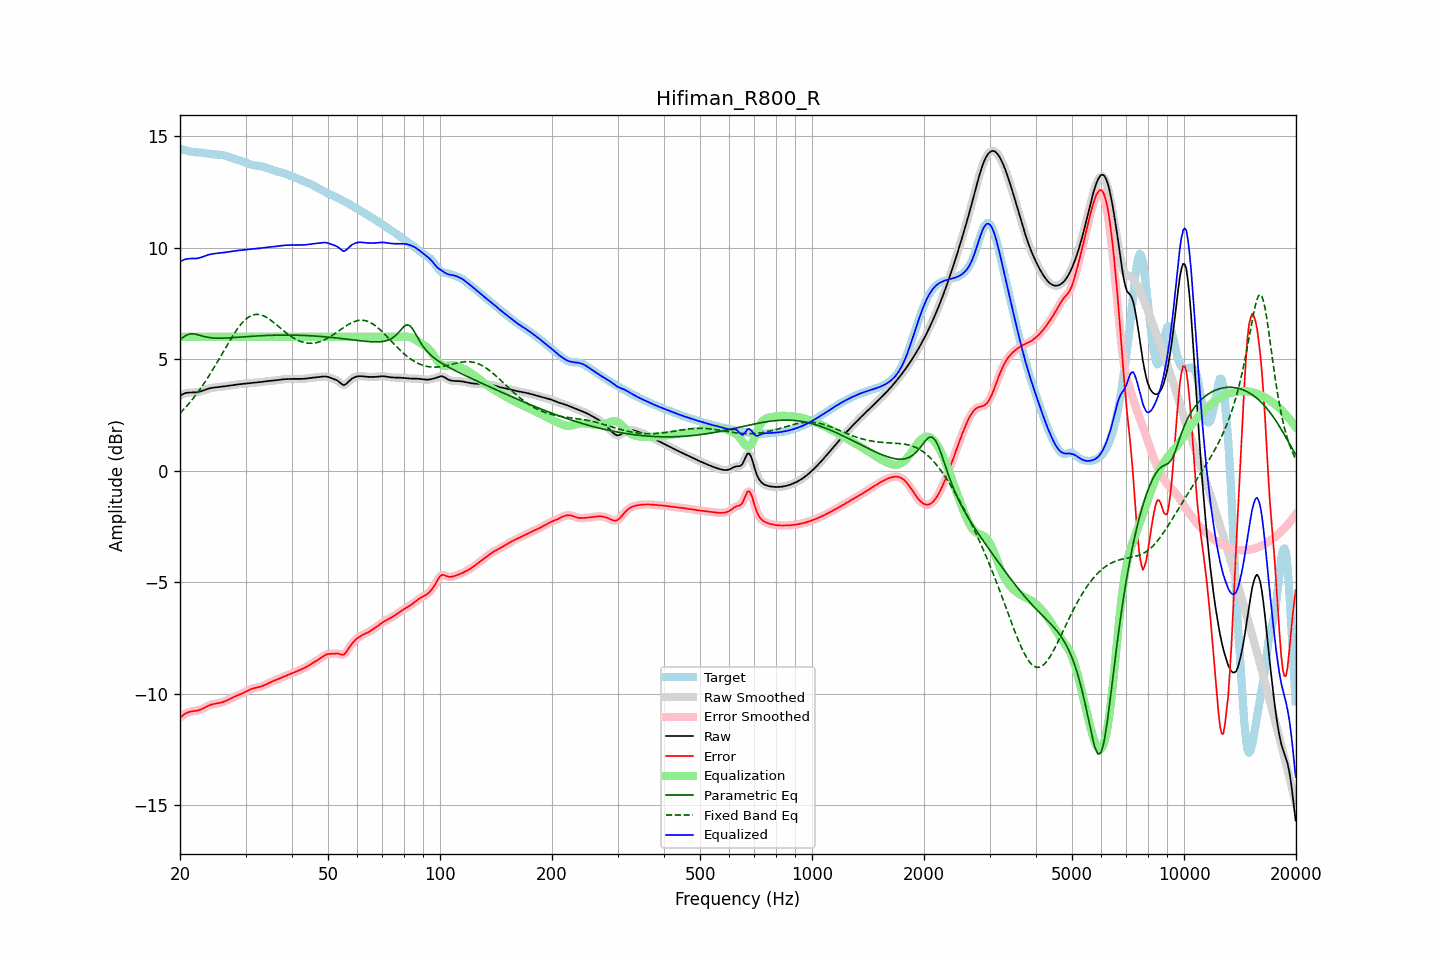 Hifiman_R800_R
Amplitude (dBr)
15
10
5
0
−5
−10
−15
Target
Raw Smoothed
Error Smoothed
Raw
Error
Equalization
Parametric Eq
Fixed Band Eq
Equalized
20 50 100 200 500 1000 2000 5000 10000 20000
Frequency (Hz)